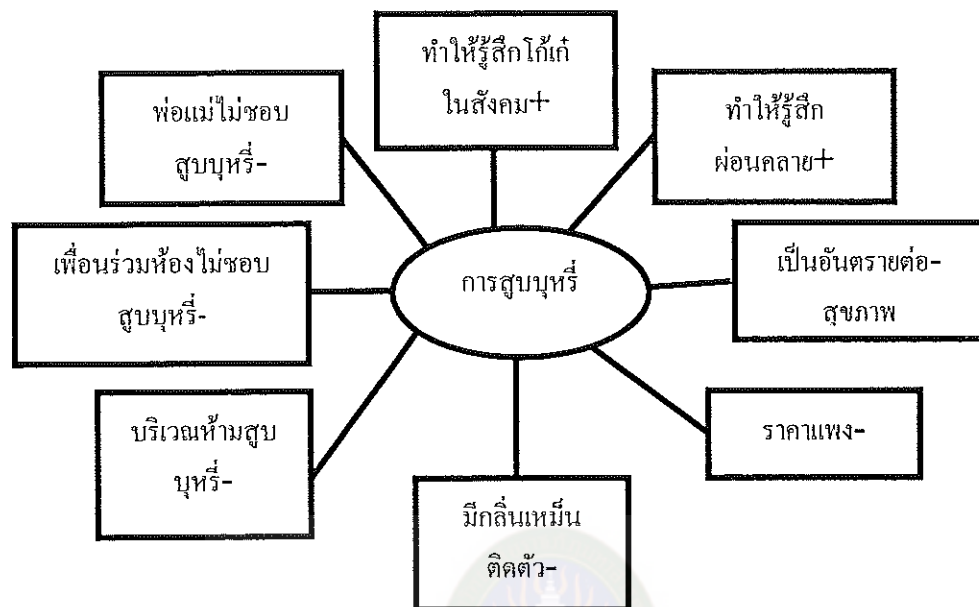 ทำให้รู้สึกโก้เก๋
ในสังคม+
พ่อแม่ไม่ชอบ
สูบบุหรี่-
ทำให้รู้สึก
ผ่อนคลาย+
เพื่อนร่วมห้องไม่ชอบ
สูบบุหรี่-
การสูบบุหรี่
เป็นอันตรายต่อ-
สุขภาพ
บริเวณห้ามสูบ
บุหรี่-
ราคาแพง-
มีกลิ่นเหม็น
ติดตัว-